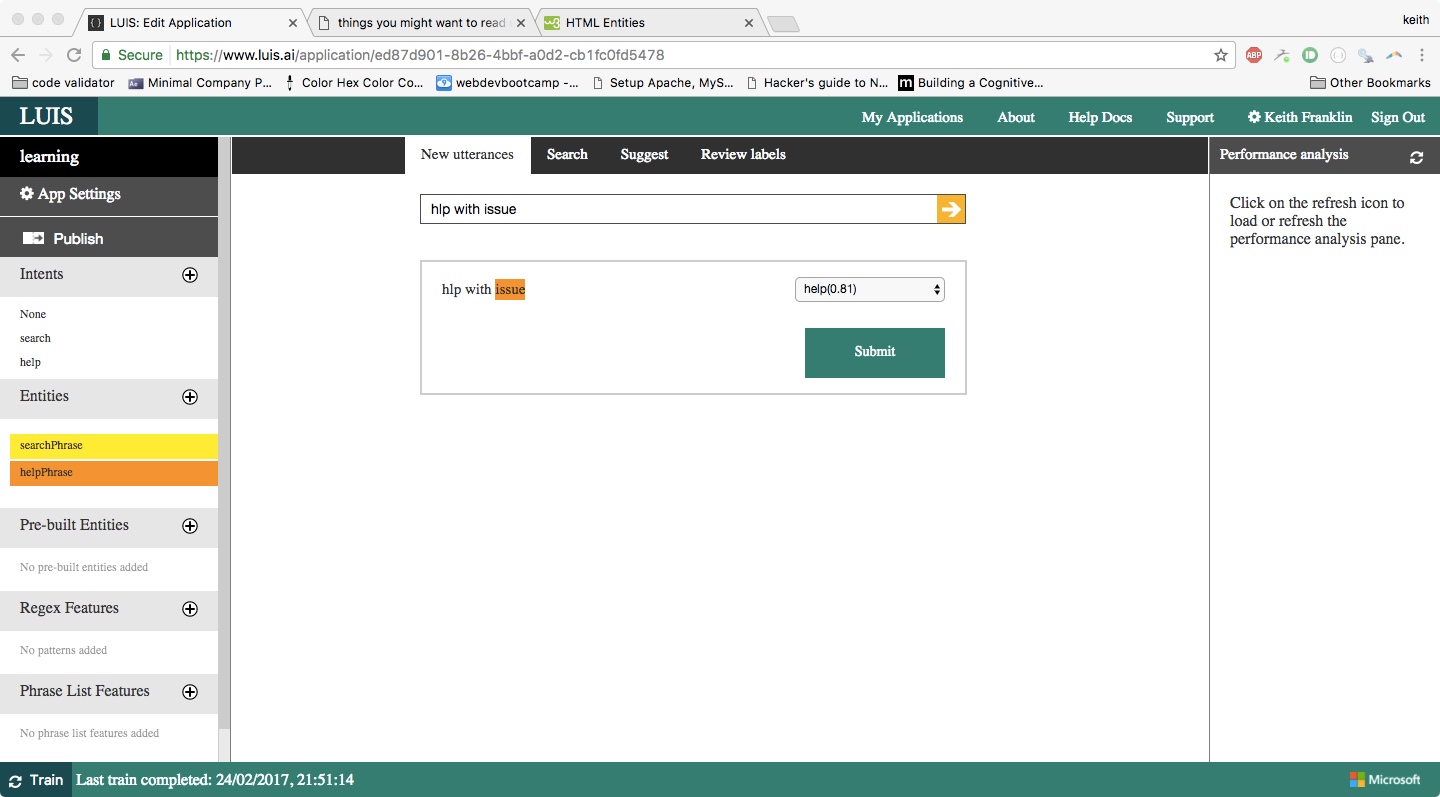 LUIS: Edit Application
things you might want to read
HTML Entities
keith
Secure https://www.luis.ai/application/ed87d901-8b26-4bbf-a0d2-cb1fc0fd5478
ABP
code validator
Ae Minimal Company P...
Color Hex Color Co...
webdevbootcamp -...
Setup Apache, MyS...
Hacker's guide to N...
m Building a Cognitive...
Other Bookmarks
LUIS
My Applications
About
Help Docs
Support
Keith Franklin
Sign Out
learning
New utterances
Search
Suggest
Review labels
Performance analysis
App Settings
Publish
hlp with issue
Click on the refresh icon to
load or refresh the
performance analysis pane.
Intents
None
search
help
hlp with issue
help(0.81)
Submit
Entities
searchPhrase
helpPhrase
Pre-built Entities
No pre-built entities added
Regex Features
No patterns added
Phrase List Features
No phrase list features added
Train
Last train completed: 24/02/2017, 21:51:14
Microsoft